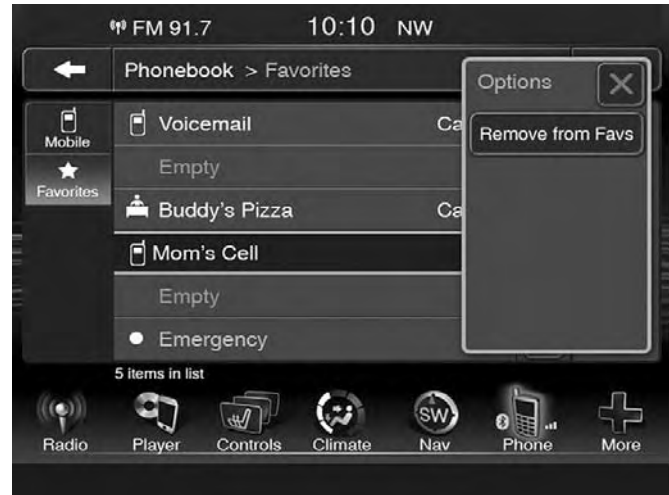 FM 91.7 10:10 NW
Phonebook > Favorites
Options
Mobile
Voicemail Ca
Remove from Favs
Empty
Favorites
Buddy's Pizza Ca
Mom's Cell
Empty
Emergency
5 items in list
SW
Radio Player Controls Climate Nav Phone More